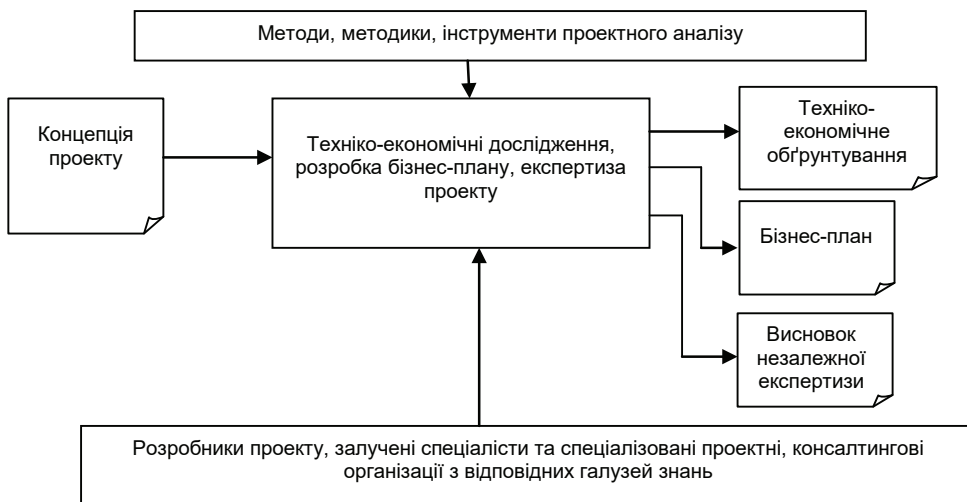 Методи, методики, інструменти проектного аналізу
Концепція
проекту
Техніко-економічні дослідження,
розробка бізнес-плану, експертиза
проекту
Техніко-
економічне
обґрунтування
Бізнес-план
Висновок
незалежної
експертизи
Розробники проекту, залучені спеціалісти та спеціалізовані проектні, консалтингові
організації з відповідних галузей знань